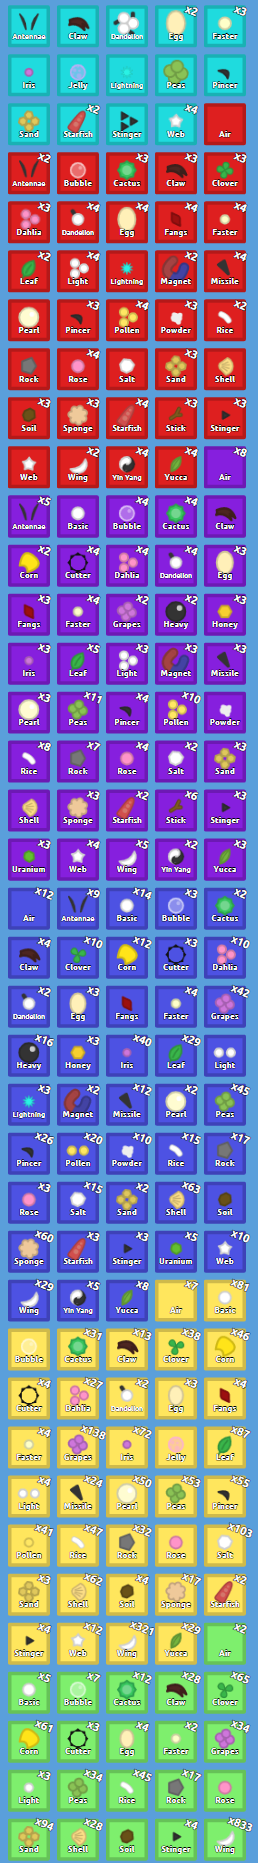 Antennae Claw Dandelion Egg x2 Faster x3
Iris Jelly Lightning Peas Pincer
Sand Starfish x2 Stinger Web x4 Air
Antennae x2 Bubble Cactus x3 Claw x3 Clover x3
Dahlia x3 Dandelion x4 Egg x4 Fangs x4 Faster x4
Leaf x2 Light x4 Lightning Magnet x2 Missile x4
Pearl Pincer x3 Pollen x4 Powder x3 Rice x2
Rock Rose x4 Salt Sand x3 Shell
Soil x3 Sponge x3 Starfish x4 Stick x3 Stinger x3
Web Wing x2 Yin Yang x4 Yucca x4 Air x8
Antennae x5 Basic Bubble x4 Cactus x4 Claw
Corn x2 Cutter x4 Dahlia x4 Dandelion x4 Egg x3
Fangs x3 Faster x4 Grapes x2 Heavy x2 Honey x3
Iris x3 Leaf x5 Light x3 Magnet x3 Missile x3
Pearl x3 Peas x11 Pincer x4 Pollen x10 Powder
Rice x8 Rock x7 Rose x4 Salt x2 Sand x3
Shell Sponge x3 Starfish x2 Stick x6 Stinger x3
Uranium x3 Web x4 Wing x5 Yin Yang x2 Yucca x3
Air x12 Antennae x9 Basic x14 Bubble x3 Cactus x2
Claw x4 Clover x10 Corn x12 Cutter x3 Dahlia x10
Dandelion x2 Egg x3 Fangs Faster x4 Grapes x42
Heavy x16 Honey x3 Iris x40 Leaf x29 Light
Lightning x3 Magnet x2 Missile x12 Pearl x2 Peas x45
Pincer x26 Pollen x20 Powder x10 Rice x15 Rock x17
Rose x3 Salt x15 Sand x2 Shell x63 Soil
Sponge x60 Starfish x3 Stinger x3 Uranium x5 Web x10
Wing x29 Yin Yang x5 Yucca x8 Air x7 Basic x81
Bubble Cactus x31 Claw x13 Clover x38 Corn x46
Cutter x4 Dahlia x27 Dandelion x2 Egg x3 Fangs x4
Faster x4 Grapes x138 Iris x72 Jelly Leaf x87
Light x4 Missile x24 Pearl x50 Peas x53 Pincer x55
Pollen x41 Rice x47 Rock x32 Rose Salt x103
Sand x3 Shell x62 Soil x4 Sponge x17 Starfish x2
Stinger x4 Web x12 Wing x321 Yucca x29 Air x2
Basic x5 Bubble x7 Cactus x12 Claw x28 Clover x65
Corn x61 Cutter x3 Egg x4 Faster x2 Grapes x34
Light x3 Peas x34 Rice x45 Rock x17 Rose
Sand x94 Shell x28 Soil Stinger x4 Wing x833